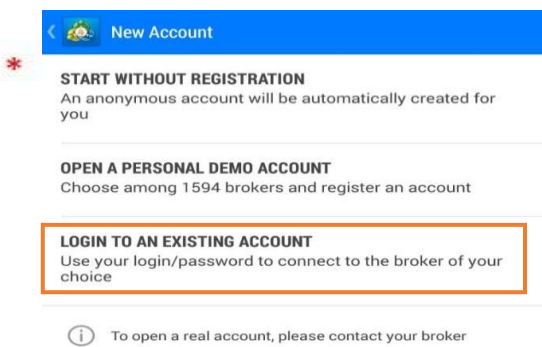 New Account
*
START WITHOUT REGISTRATION
An anonymous account will be automatically created for
you
OPEN A PERSONAL DEMO ACCOUNT
Choose among 1594 brokers and register an account
LOGIN TO AN EXISTING ACCOUNT
Use your login/password to connect to the broker of your
choice
To open a real account, please contact your broker